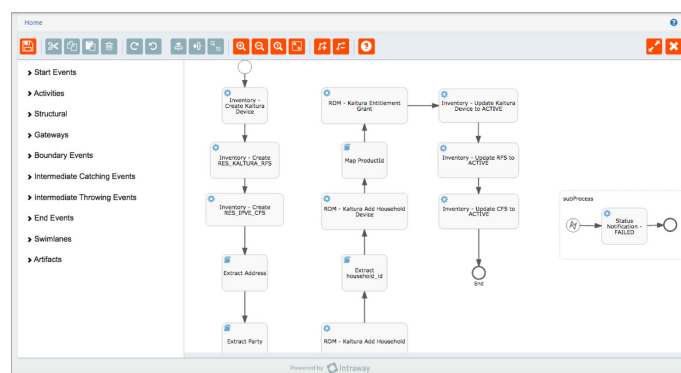 Home
Start Events
Activities
Structural
Gateways
Boundary Events
Intermediate Catching Events
Intermediate Throwing Events
End Events
Swimlanes
Artifacts
Inventory -
Create Kaltura
Device
Inventory - Create
RES_KALTURA_RFS
Inventory - Create
RES_IPVE_CFS
Extract Address
Extract Party
ROM - Kaltura Entitlement
Grant
Map ProductId
ROM - Kaltura Add Household
Device
Extract
household_id
ROM - Kaltura Add Household
Inventory - Update Kaltura
Device to ACTIVE
Inventory - Update RFS to
ACTIVE
Inventory - Update CFS to
ACTIVE
End
subProcess
Status
Notification -
FAILED
Powered by Intraway